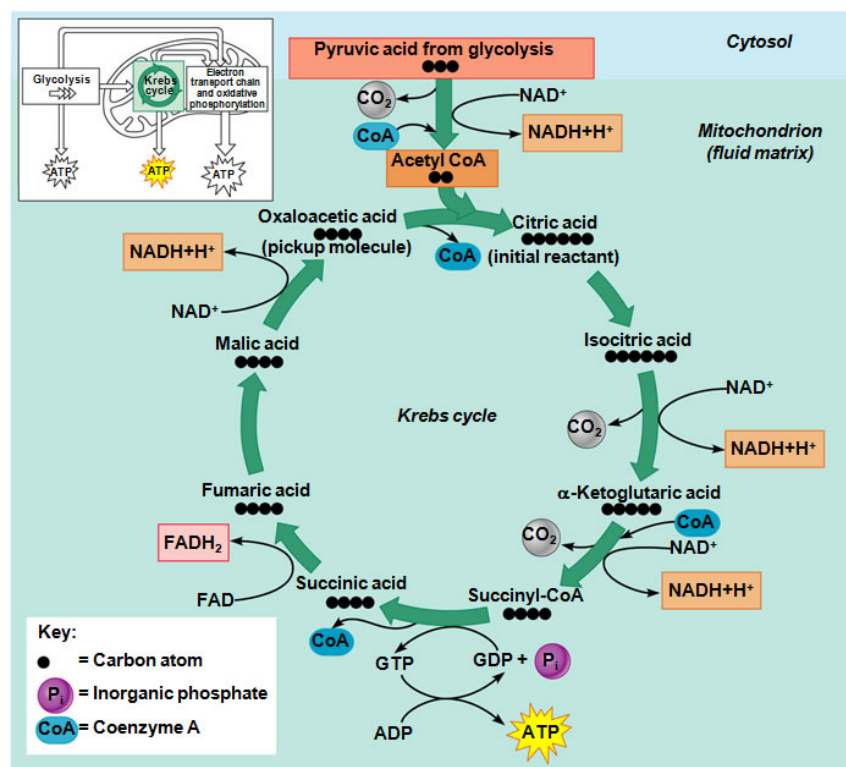 Glycolysis
Krebs
cycle
Electron
transport chain
and oxidative
phosphorylation
ATP
ATP
ATP
Pyruvic acid from glycolysis
Cytosol
CO₂
NAD⁺
CoA
NADH+H⁺
Mitochondrion
(fluid matrix)
Acetyl CoA
Oxaloacetic acid
(pickup molecule)
Citric acid
(initial reactant)
CoA
NADH+H⁺
NAD⁺
Malic acid
Isocitric acid
Krebs cycle
NAD⁺
CO₂
NADH+H⁺
Fumaric acid
α-Ketoglutaric acid
CoA
CO₂
NAD⁺
NADH+H⁺
FADH₂
FAD
Succinic acid
Succinyl-CoA
CoA
GTP
GDP + Pᵢ
ADP
ATP
Key:
= Carbon atom
Pᵢ = Inorganic phosphate
CoA = Coenzyme A